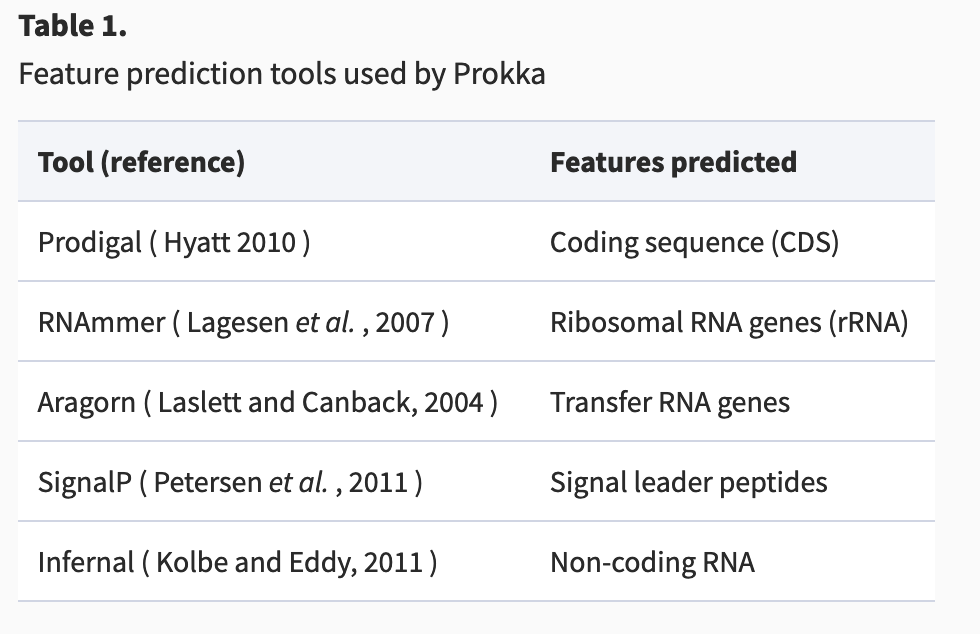 Table 1.
Feature prediction tools used by Prokka
Tool (reference) Features predicted
Prodigal ( Hyatt 2010 ) Coding sequence (CDS)
RNAmmer ( Lagesen et al. , 2007 ) Ribosomal RNA genes (rRNA)
Aragorn ( Laslett and Canback, 2004 ) Transfer RNA genes
SignalP ( Petersen et al. , 2011 ) Signal leader peptides
Infernal ( Kolbe and Eddy, 2011 ) Non-coding RNA